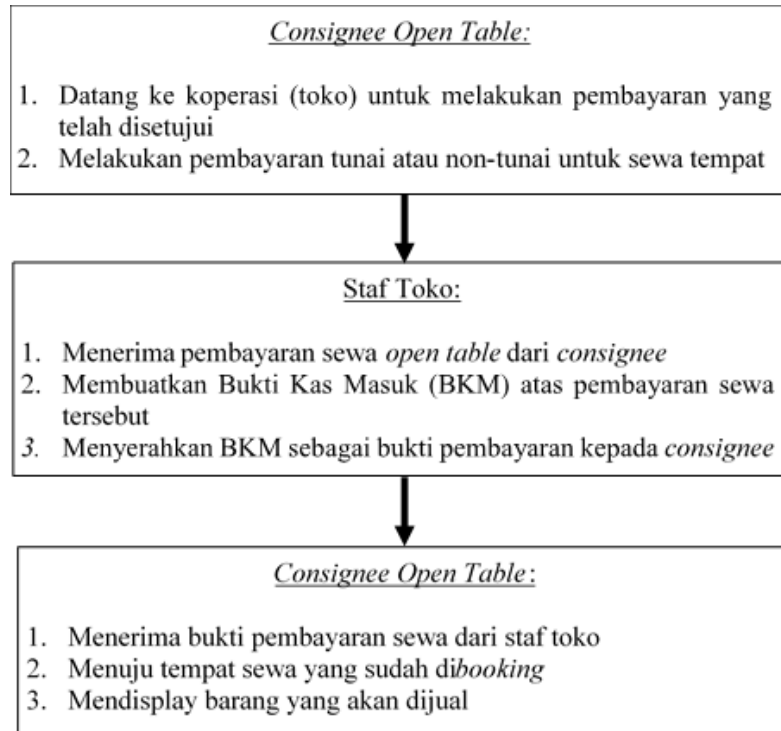 Consignee Open Table:
1. Datang ke koperasi (toko) untuk melakukan pembayaran yang
telah disetujui
2. Melakukan pembayaran tunai atau non-tunai untuk sewa tempat
Staf Toko:
1. Menerima pembayaran sewa open table dari consignee
2. Membuatkan Bukti Kas Masuk (BKM) atas pembayaran sewa
tersebut
3. Menyerahkan BKM sebagai bukti pembayaran kepada consignee
Consignee Open Table:
1. Menerima bukti pembayaran sewa dari staf toko
2. Menuju tempat sewa yang sudah dibooking
3. Mendisplay barang yang akan dijual